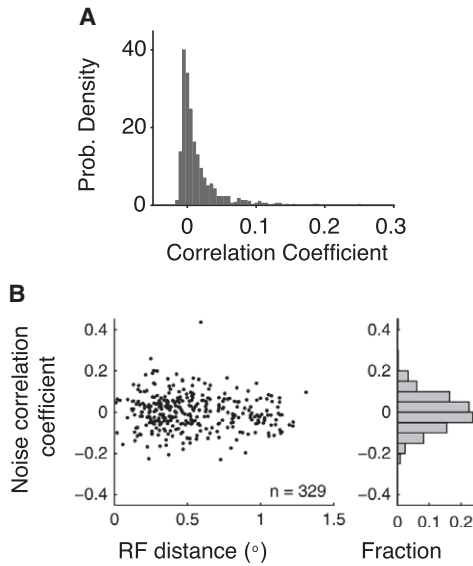 A
Prob. Density
40
20
0
0 0.1 0.2 0.3
Correlation Coefficient
B
Noise correlation
coefficient
0.4
0.2
0
−0.2
−0.4
n = 329
0 0.5 1 1.5
RF distance (°)
0.4
0.2
0
−0.2
−0.4
0 0.1 0.2
Fraction